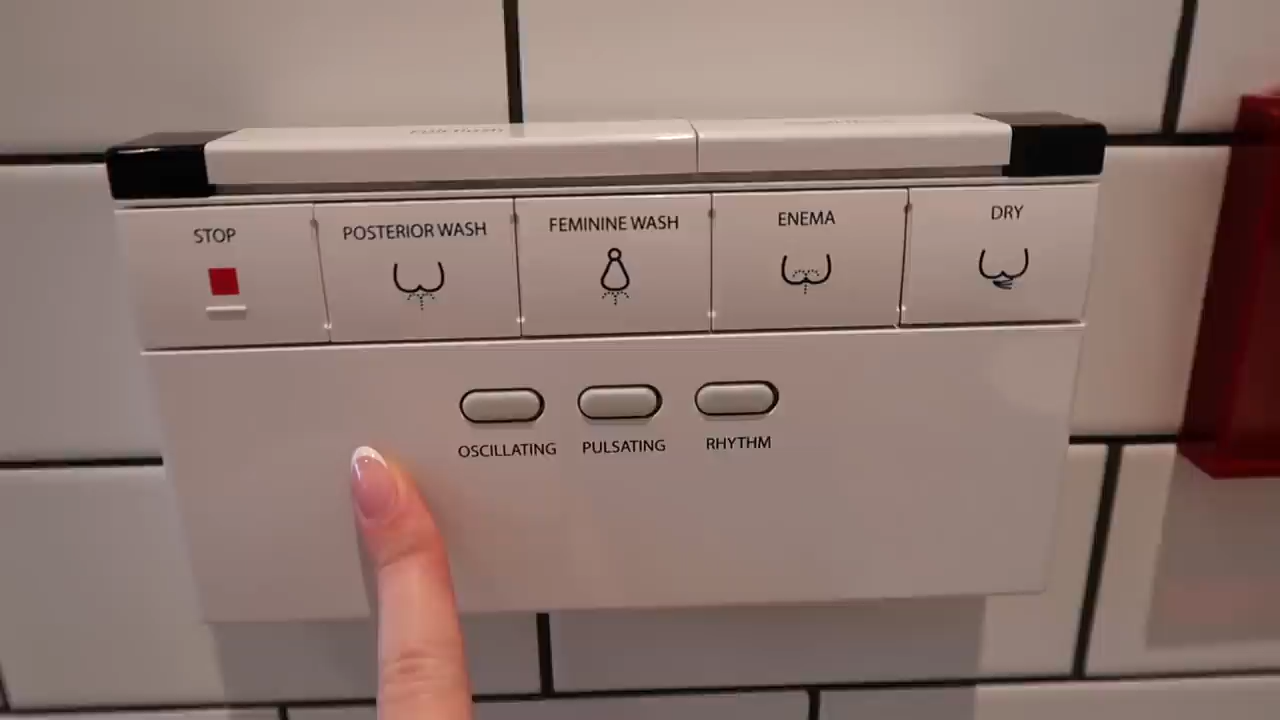 STOP
POSTERIOR WASH
FEMININE WASH
ENEMA
DRY
OSCILLATING
PULSATING
RHYTHM